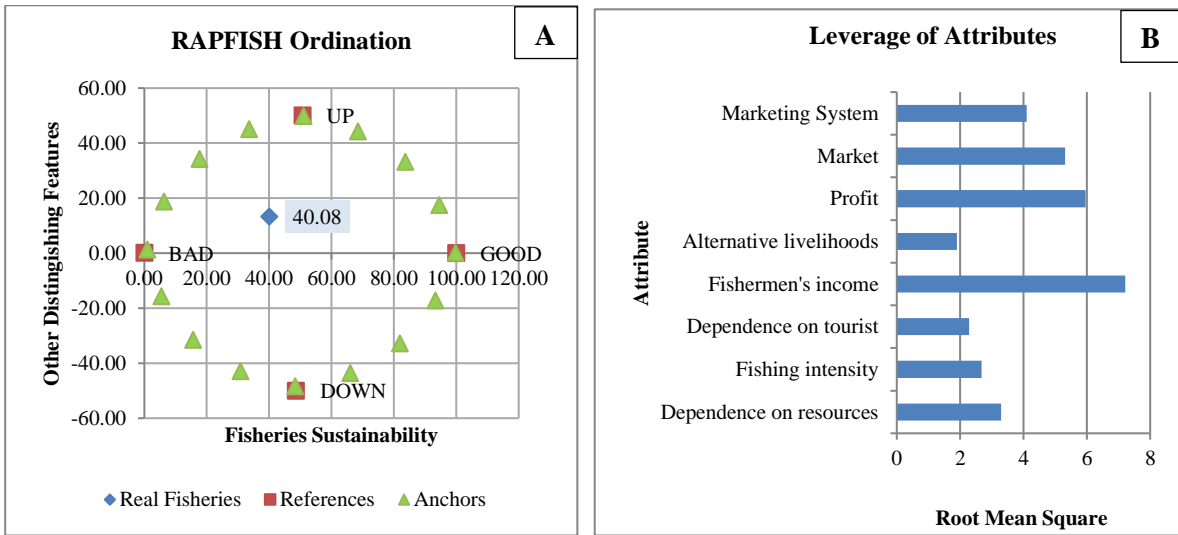 RAPFISH Ordination
A
60.00
40.00
20.00
0.00
-20.00
-40.00
-60.00
Other Distingishing Features
UP
40.08
BAD
GOOD
DOWN
0.00 20.00 40.00 60.00 80.00 100.00 120.00
Fisheries Sustainability
Real Fisheries References Anchors
Leverage of Attributes
B
Attribute
Marketing System
Market
Profit
Alternative livelihoods
Fishermen's income
Dependence on tourist
Fishing intensity
Dependence on resources
0 2 4 6 8
Root Mean Square